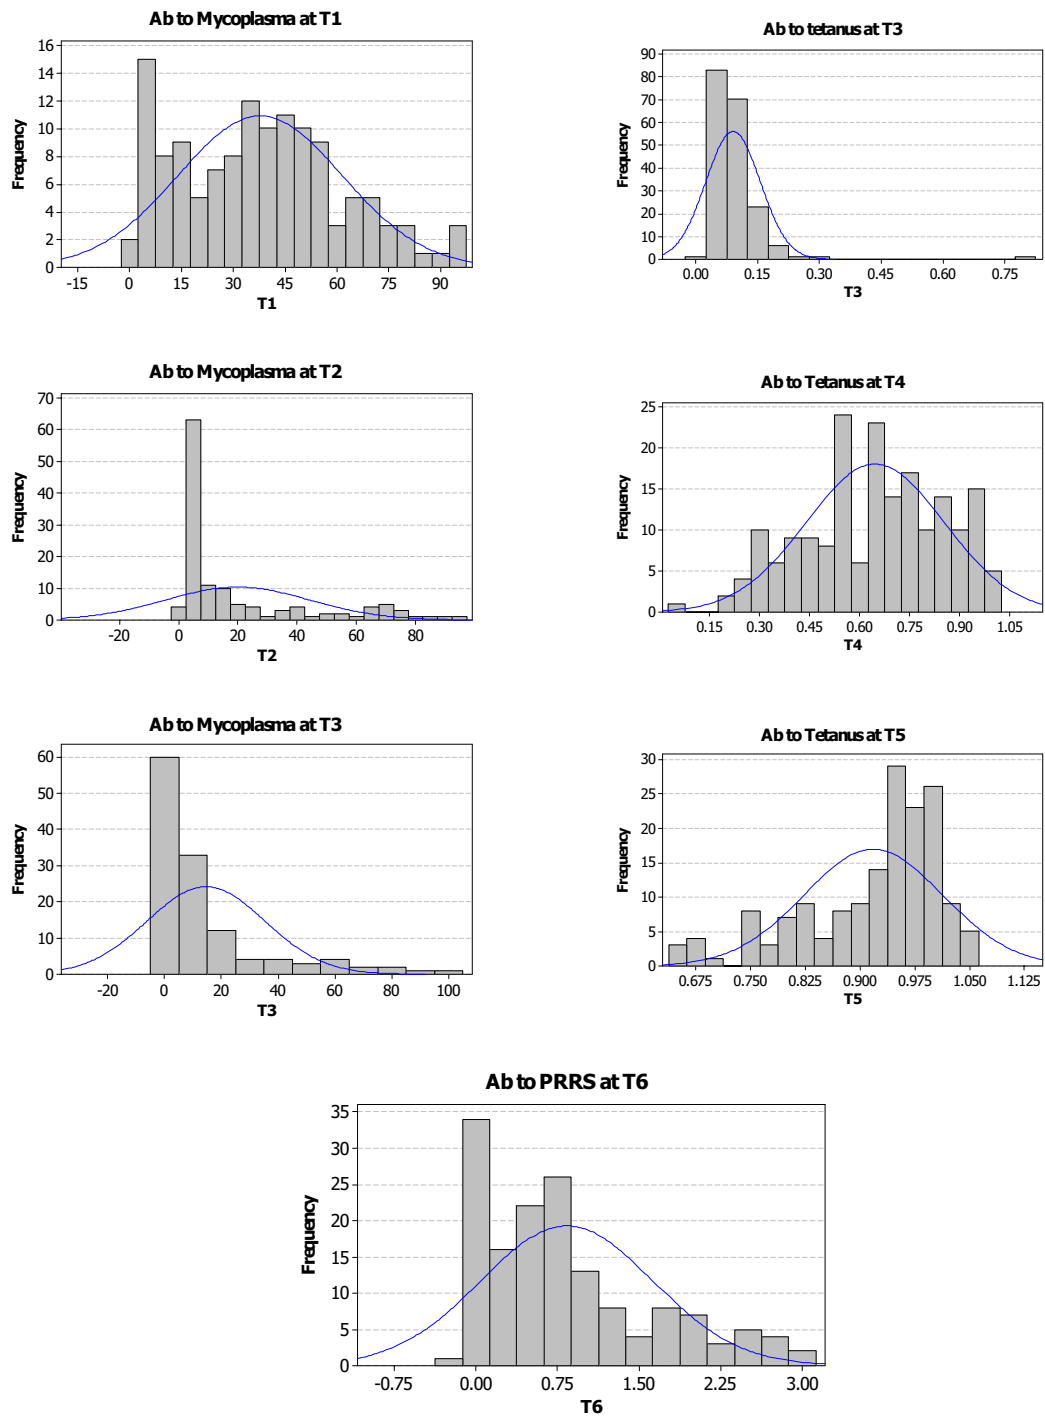 Ab to Mycoplasma at T1
16
14
12
10
8
6
4
2
0
Frequency
-15 0 15 30 45 60 75 90
T1
Ab to tetanus at T3
90
80
70
60
50
40
30
20
10
0
Frequency
0.00 0.15 0.30 0.45 0.60 0.75
T3
Ab to Mycoplasma at T2
70
60
50
40
30
20
10
0
Frequency
-20 0 20 40 60 80
T2
Ab to Tetanus at T4
25
20
15
10
5
0
Frequency
0.15 0.30 0.45 0.60 0.75 0.90 1.05
T4
Ab to Mycoplasma at T3
60
50
40
30
20
10
0
Frequency
-20 0 20 40 60 80 100
T3
Ab to Tetanus at T5
30
25
20
15
10
5
0
Frequency
0.675 0.750 0.825 0.900 0.975 1.050 1.125
T5
Ab to PRRS at T6
35
30
25
20
15
10
5
0
Frequency
-0.75 0.00 0.75 1.50 2.25 3.00
T6